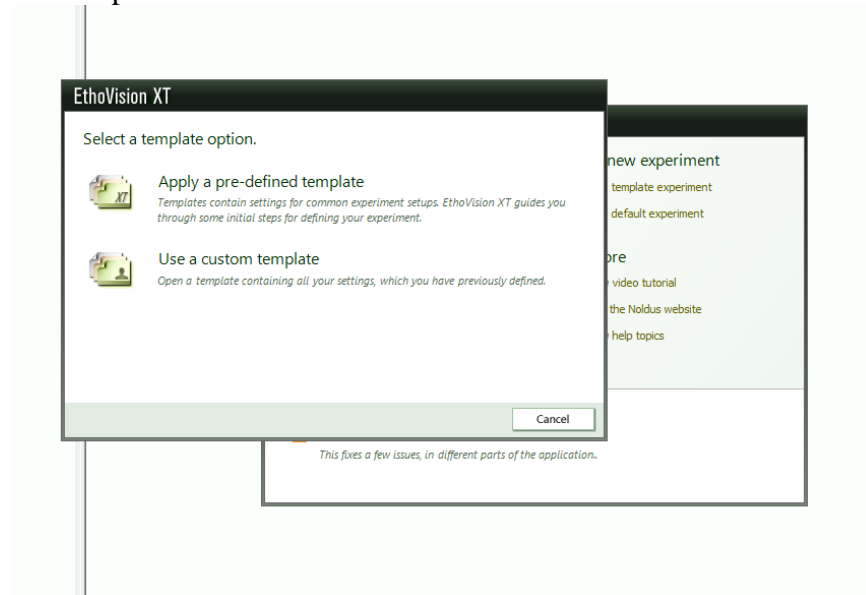 EthoVision XT
Select a template option.
XT
Apply a pre-defined template
Templates contain settings for common experiment setups. EthoVision XT guides you
through some initial steps for defining your experiment.
Use a custom template
Open a template containing all your settings, which you have previously defined.
Cancel
new experiment
template experiment
default experiment
ore
video tutorial
the Noldus website
help topics
This fixes a few issues, in different parts of the application..